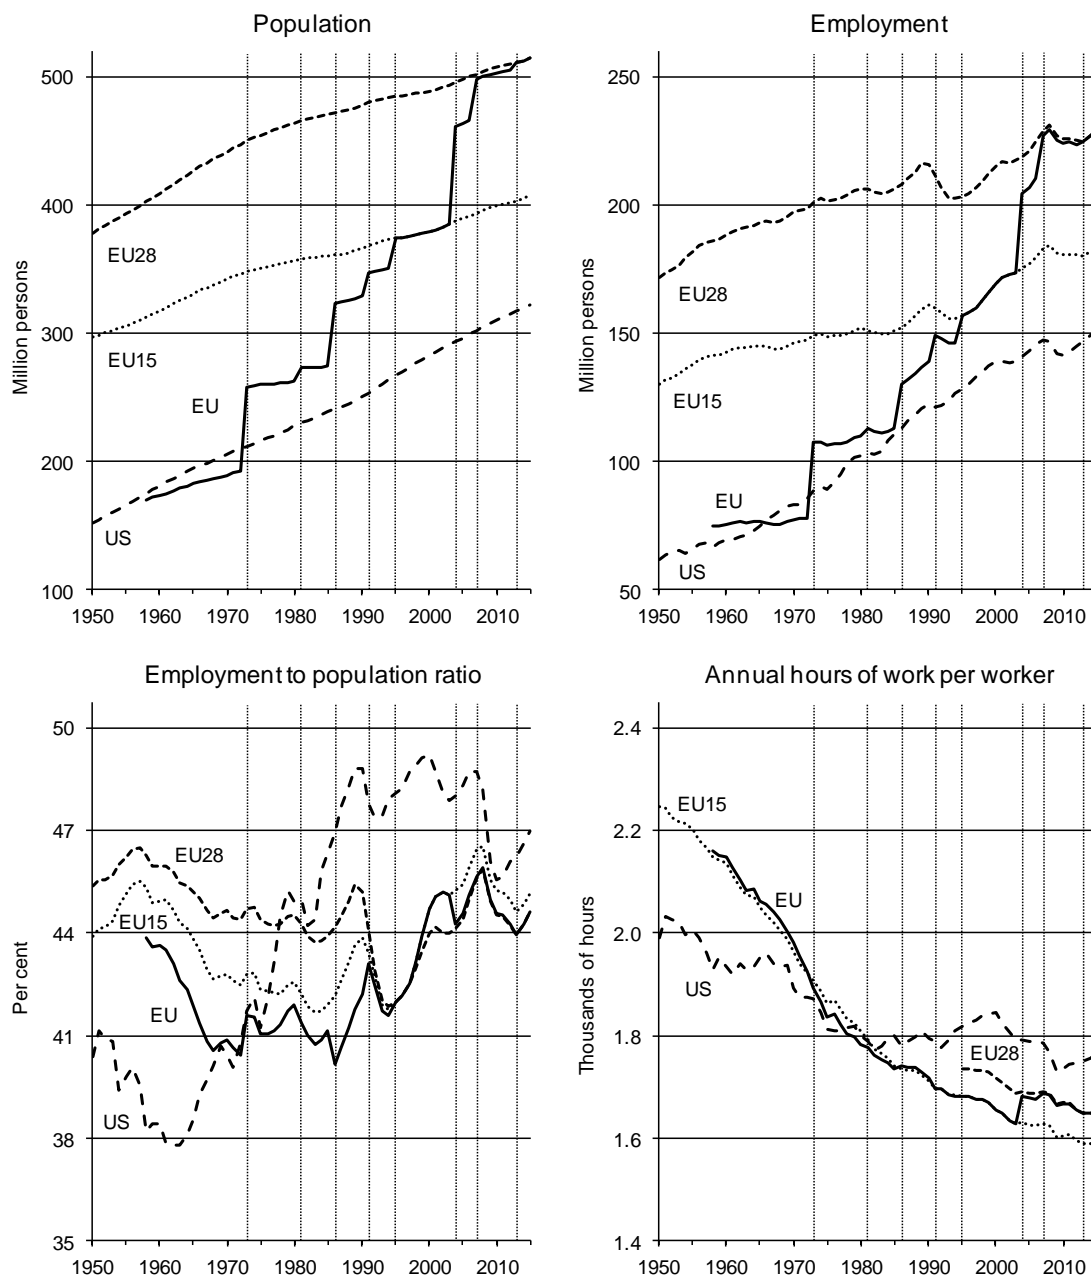 Population
500
400
300
200
100
Million persons
EU28
EU15
EU
US
1950 1960 1970 1980 1990 2000 2010
Employment
250
200
150
100
50
Million persons
EU28
EU15
EU
US
1950 1960 1970 1980 1990 2000 2010
Employment to population ratio
50
47
44
41
38
35
Per cent
EU28
EU15
EU
US
1950 1960 1970 1980 1990 2000 2010
Annual hours of work per worker
2.4
2.2
2.0
1.8
1.6
1.4
Thousands of hours
EU15
EU
US
EU28
1950 1960 1970 1980 1990 2000 2010